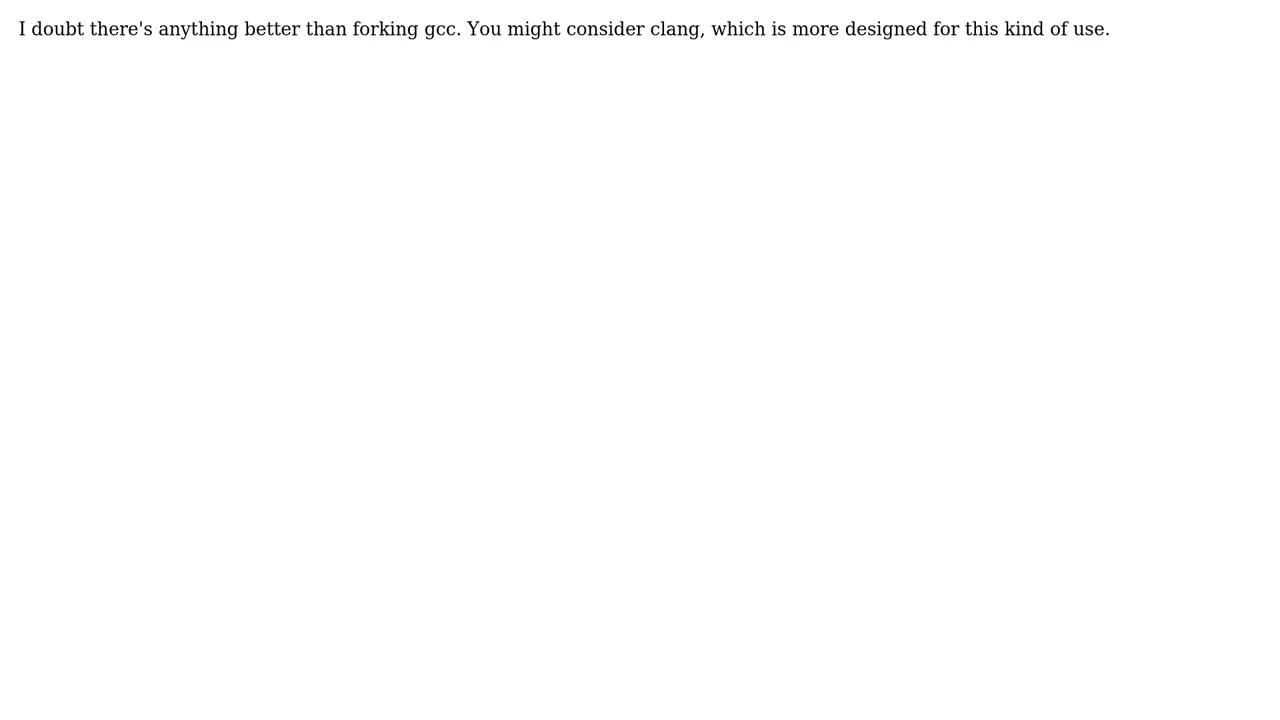 I doubt there's anything better than forking gcc. You might consider clang, which is more designed for this kind of use.